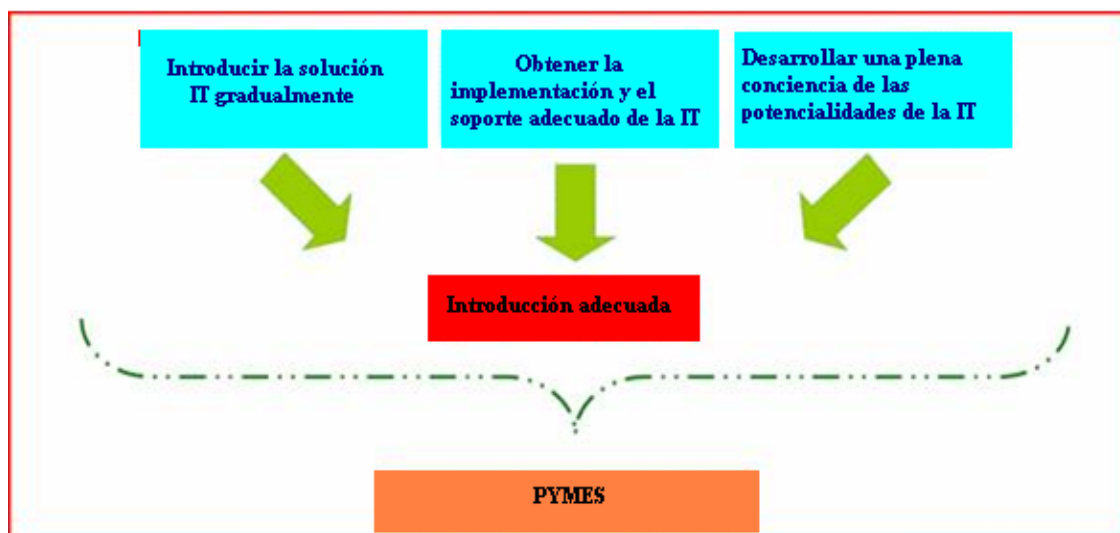 Introducir la solución
IT gradualmente
Obtener la
implementación y el
soporte adecuado de la IT
Desarrollar una plena
conciencia de las
potencialidades de la IT
Introducción adecuada
PYMES